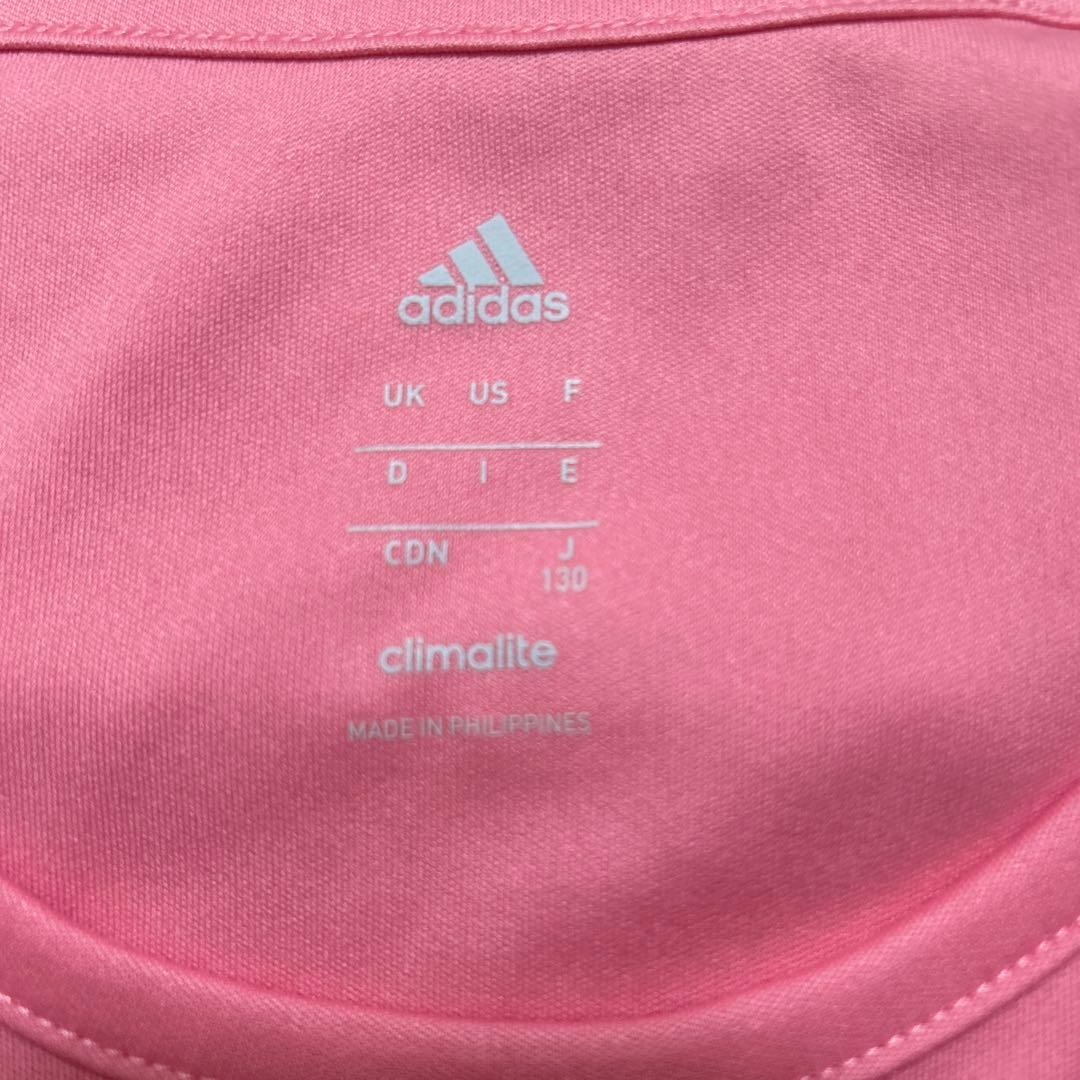 adidas
UK US F
D I E
CDN J
130
climalite
MADE IN PHILIPPINES